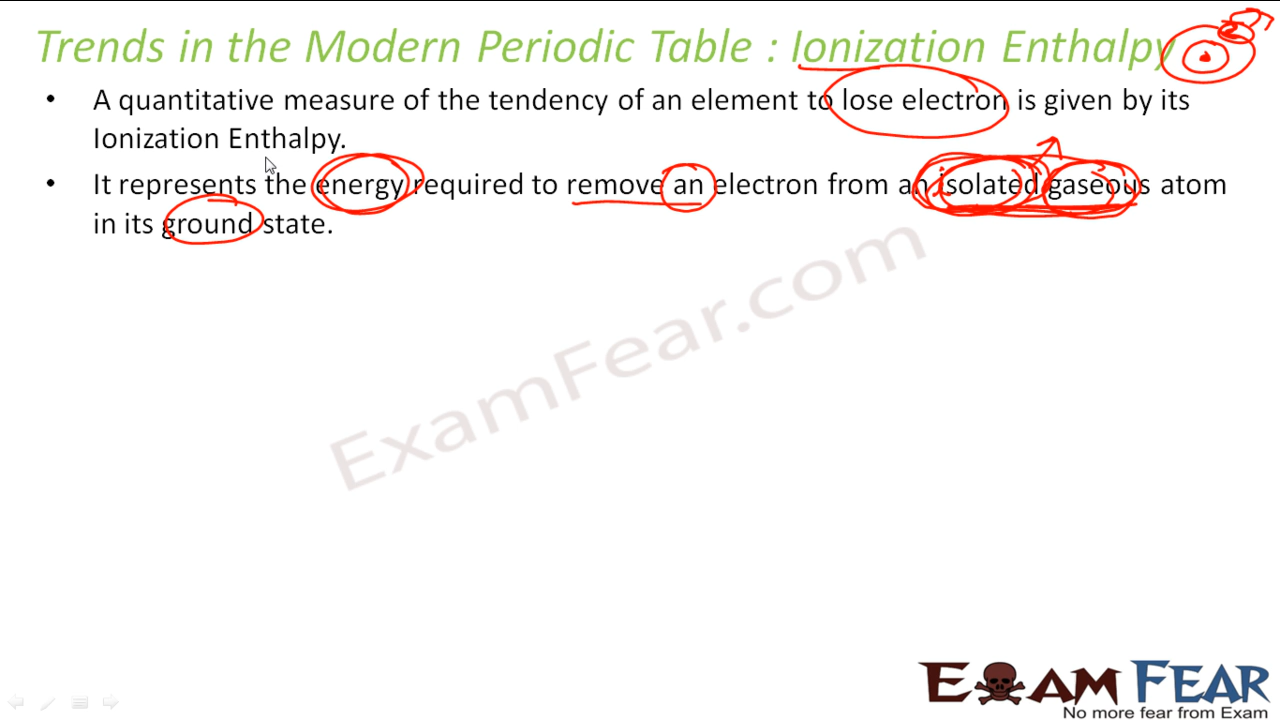 Trends in the Modern Periodic Table : Ionization Enthalpy
• A quantitative measure of the tendency of an element to lose electron is given by its
Ionization Enthalpy.
• It represents the energy required to remove an electron from an isolated gaseous atom
in its ground state.
ExamFear.com
EXAM FEAR
No more fear from Exam